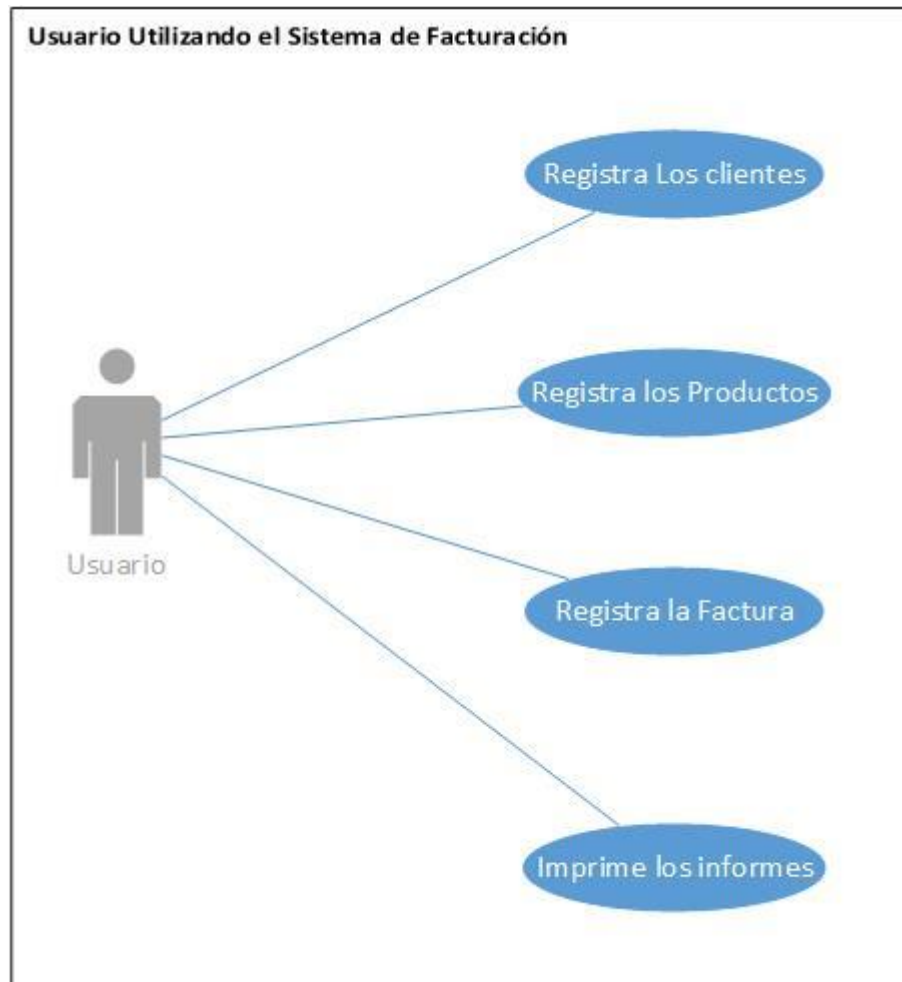 Usuario Utilizando el Sistema de Facturación
Registra Los clientes
Registra los Productos
Usuario
Registra la Factura
Imprime los informes